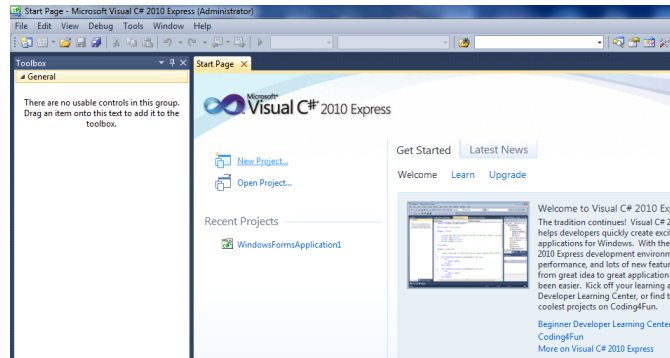 Start Page - Microsoft Visual C# 2010 Express (Administrator)
File Edit View Debug Tools Window Help
Toolbox
Start Page
General
There are no usable controls in this group.
Drag an item onto this text to add it to the
toolbox.
Microsoft
Visual C# 2010 Express
New Project...
Open Project...
Recent Projects
WindowsFormsApplication1
Get Started
Latest News
Welcome Learn Upgrade
Welcome to Visual C# 2010 Ex
The tradition continues! Visual C# 2
helps developers quickly create exci
applications for Windows. With the
2010 Express development environm
performance, and lots of new featur
from great idea to great application
been easier. Kick off your learning a
Developer Learning Center, or find t
coolest projects on Coding4Fun.
Beginner Developer Learning Center
Coding4Fun
More on Visual C# 2010 Express